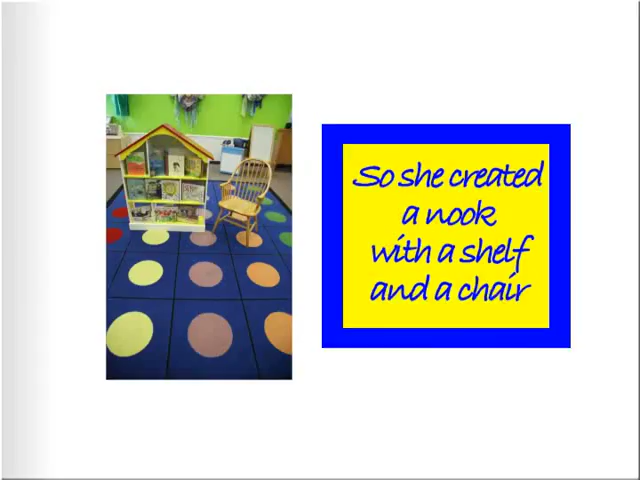 So she created
a nook
with a shelf
and a chair